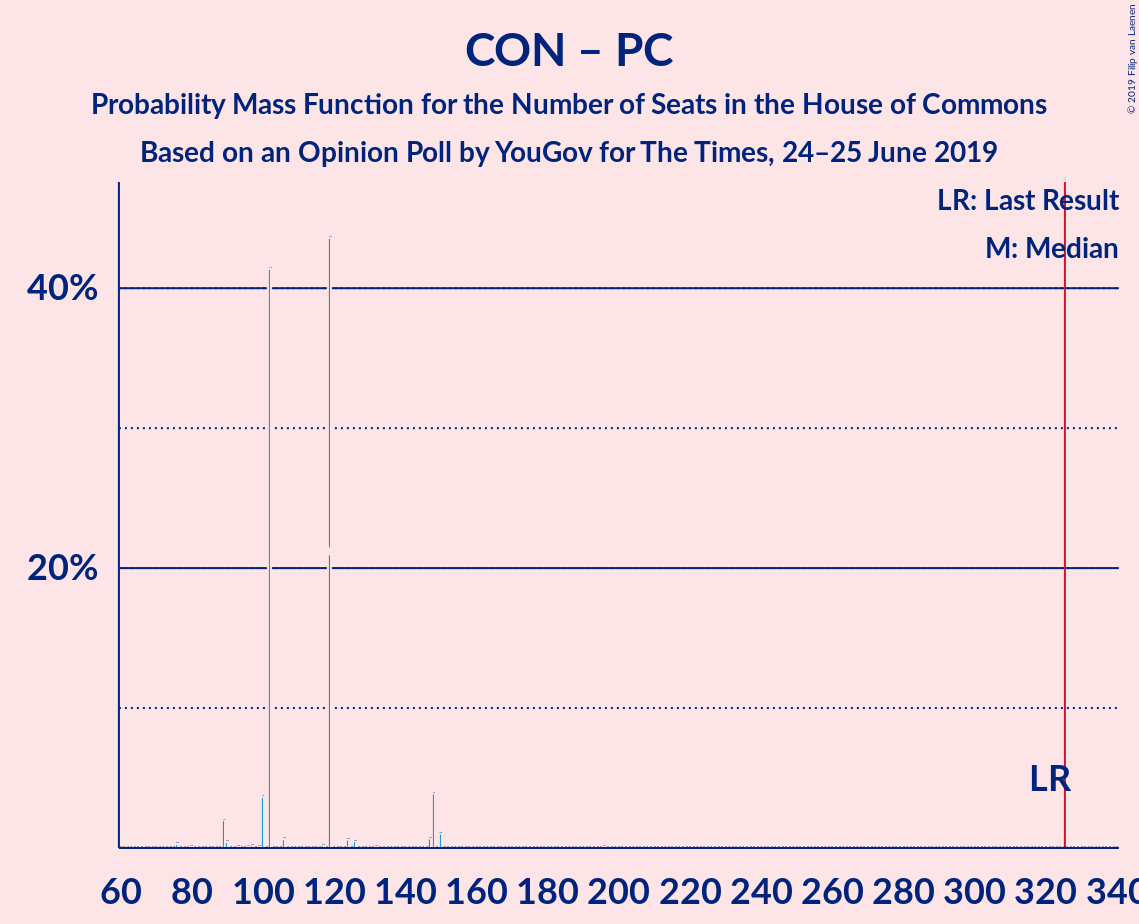 CON – PC
Probability Mass Function for the Number of Seats in the House of Commons
Based on an Opinion Poll by YouGov for The Times, 24–25 June 2019
© 2019 Filip van Laenen
LR: Last Result
M: Median
40%
20%
LR
60 80 100 120 140 160 180 200 220 240 260 280 300 320 340